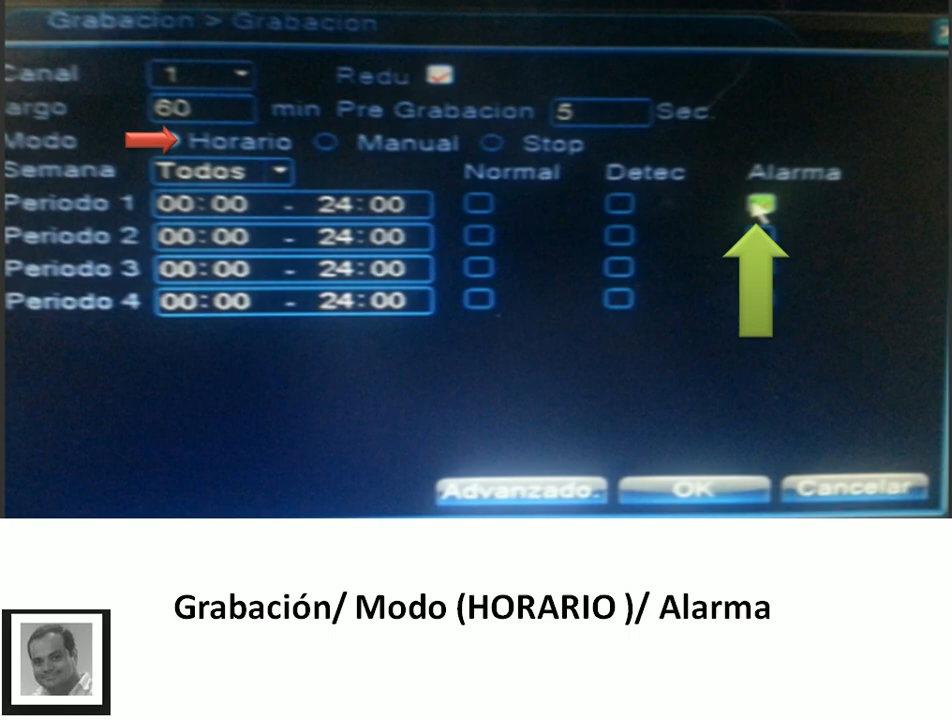 Grabacion > Grabacion
Canal 1 Redu
argo 60 min Pre Grabacion 5 Sec.
Modo Horario Manual Stop
Semana Todos Normal Detec Alarma
Periodo 1 00:00 - 24:00
Periodo 2 00:00 - 24:00
Periodo 3 00:00 - 24:00
Periodo 4 00:00 - 24:00
Advanzado. OK Cancelar
Grabación/ Modo (HORARIO )/ Alarma